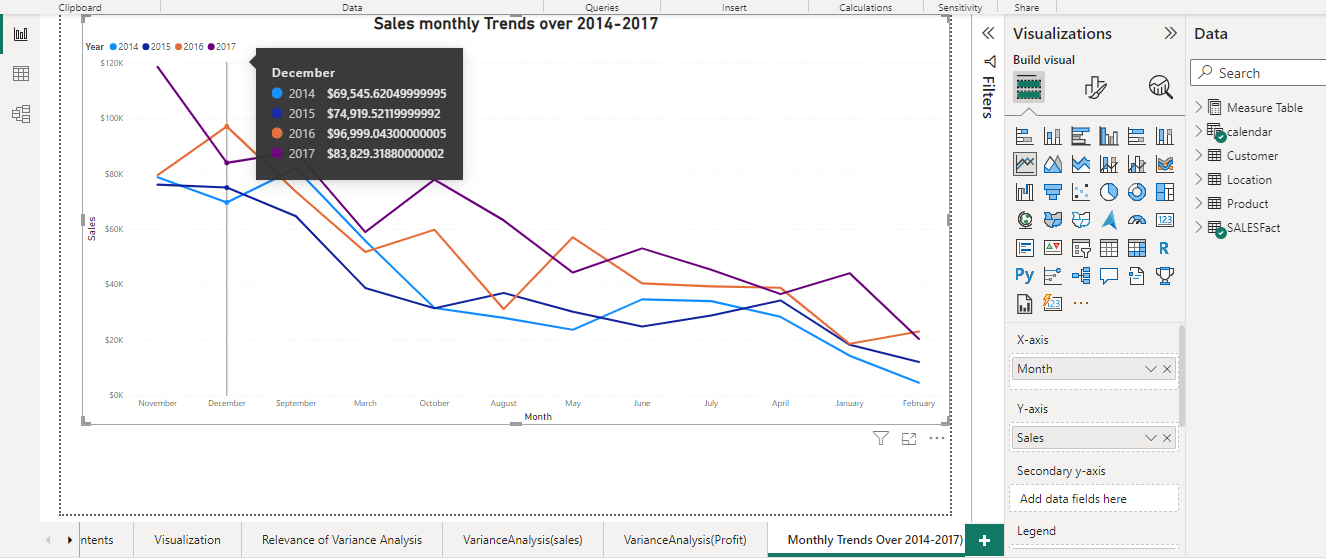 Clipboard Data Queries Insert Calculations Sensitivity Share
Sales monthly Trends over 2014-2017
Year 2014 2015 2016 2017
$120K
$100K
$80K
$60K
$40K
$20K
$0K
Sales
December
2014 $69,545.62049999995
2015 $74,919.52119999992
2016 $96,999.04300000005
2017 $83,829.31880000002
November December September March October August May June July April January February
Month
Filters
Visualizations
Build visual
123
R
Py
123
X-axis
Month
Y-axis
Sales
Secondary y-axis
Add data fields here
Legend
Data
Search
Measure Table
calendar
Customer
Location
Product
SALESFact
ntents Visualization Relevance of Variance Analysis VarianceAnalysis(sales) VarianceAnalysis(Profit) Monthly Trends Over 2014-2017)